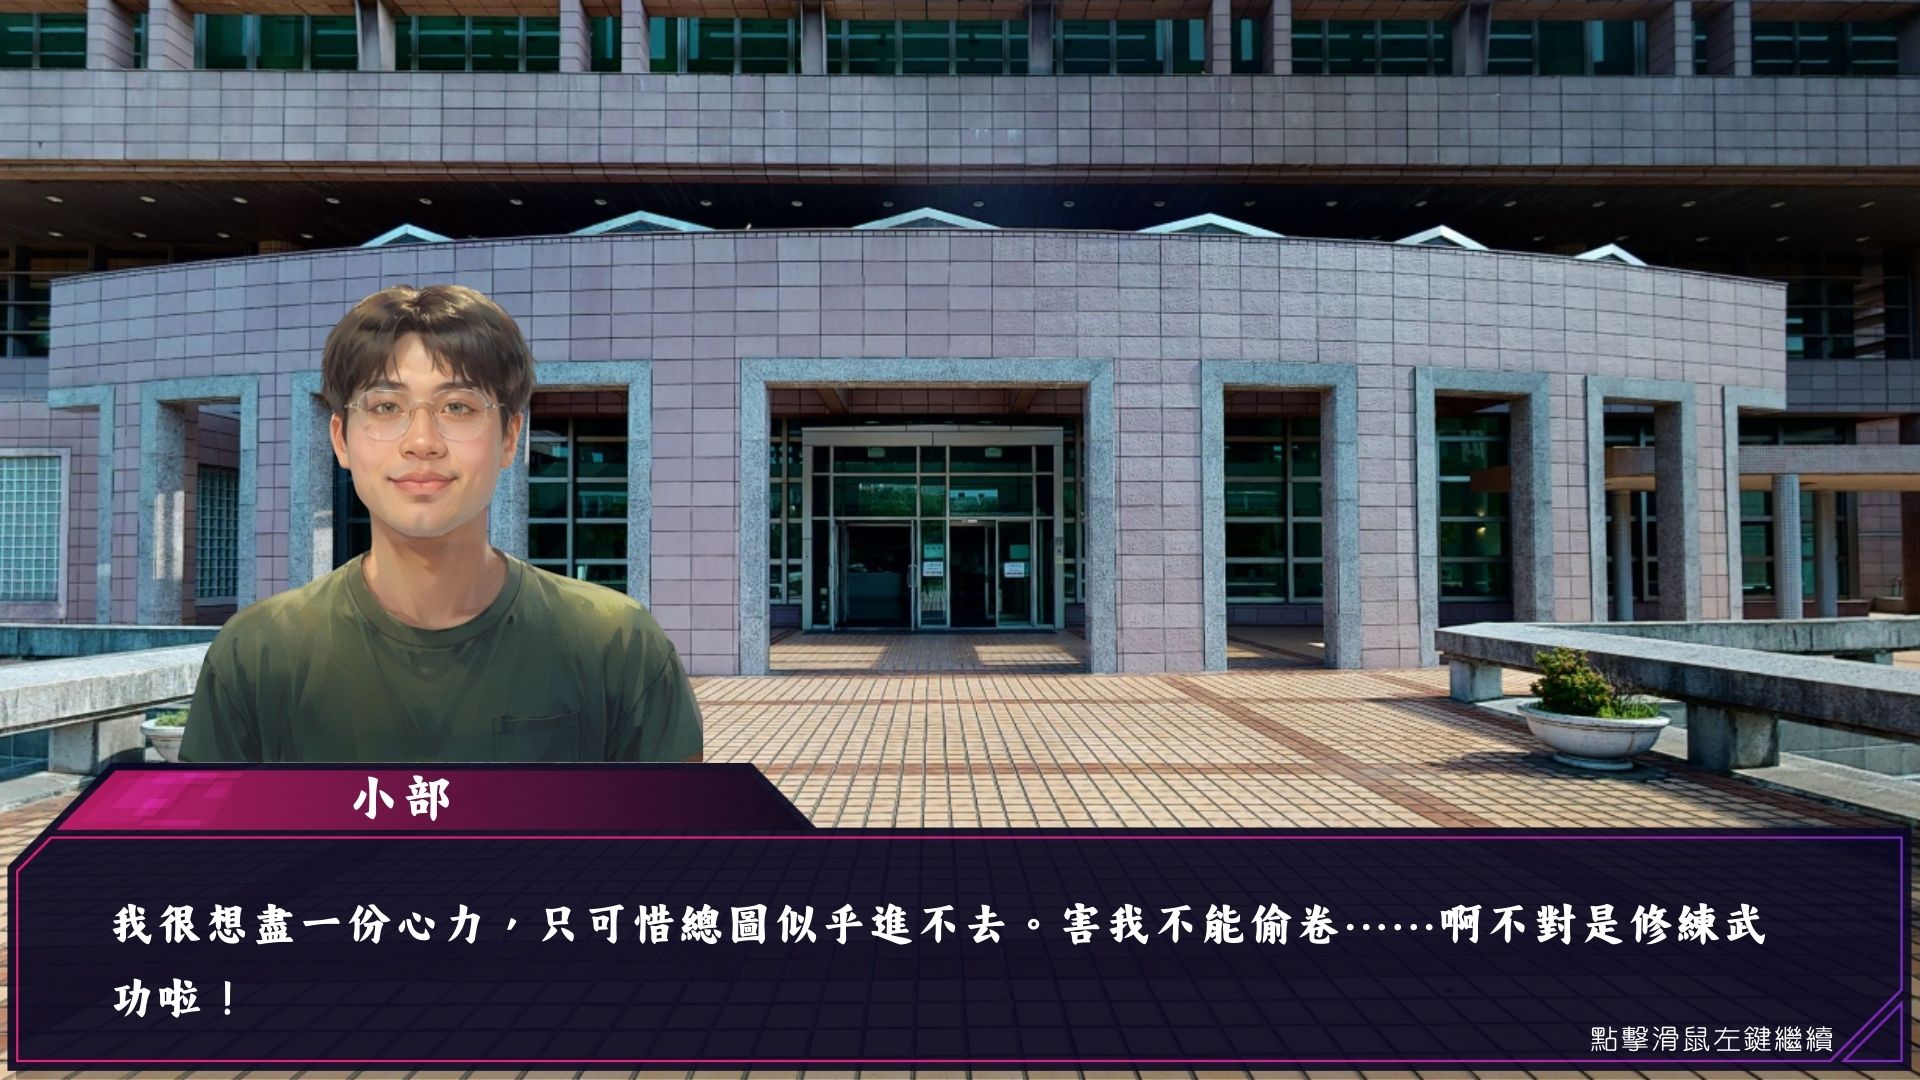 小部
我很想盡一份心力，只可惜總圖似乎進不去。害我不能偷卷……啊不對是修練武
功啦！
點擊滑鼠左鍵繼續